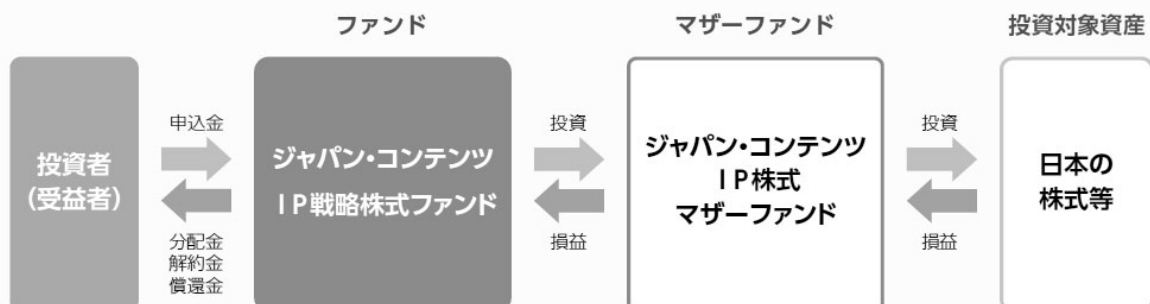 ファンド
マザーファンド
投資対象資産
投資者
(受益者)
申込金
分配金
解約金
償還金
ジャパン・コンテンツ
IP戦略株式ファンド
投資
損益
ジャパン・コンテンツ
IP株式
マザーファンド
投資
損益
日本の
株式等